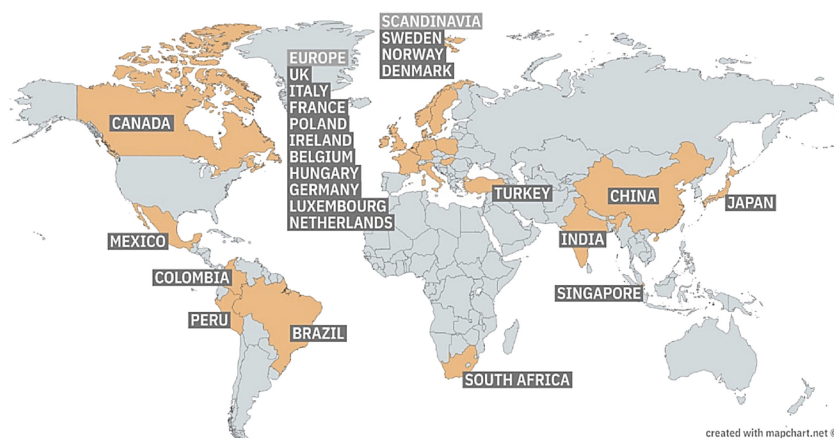 SCANDINAVIA
SWEDEN
NORWAY
DENMARK
EUROPE
UK
ITALY
FRANCE
POLAND
IRELAND
BELGIUM
HUNGARY
GERMANY
LUXEMBOURG
NETHERLANDS
CANADA
TURKEY
CHINA
JAPAN
MEXICO
INDIA
COLOMBIA
SINGAPORE
PERU
BRAZIL
SOUTH AFRICA
created with mapchart.net ©